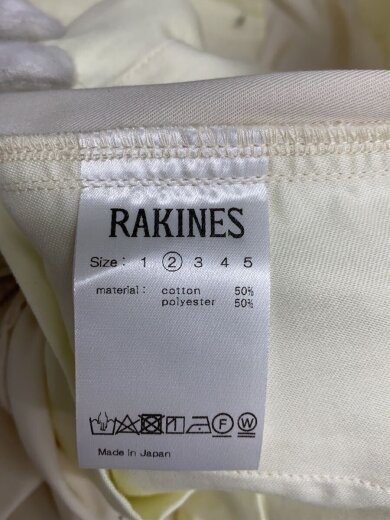 RAKINES
Size : 1 2 3 4 5
material : cotton 50%
polyester 50%
F W
Made in Japan